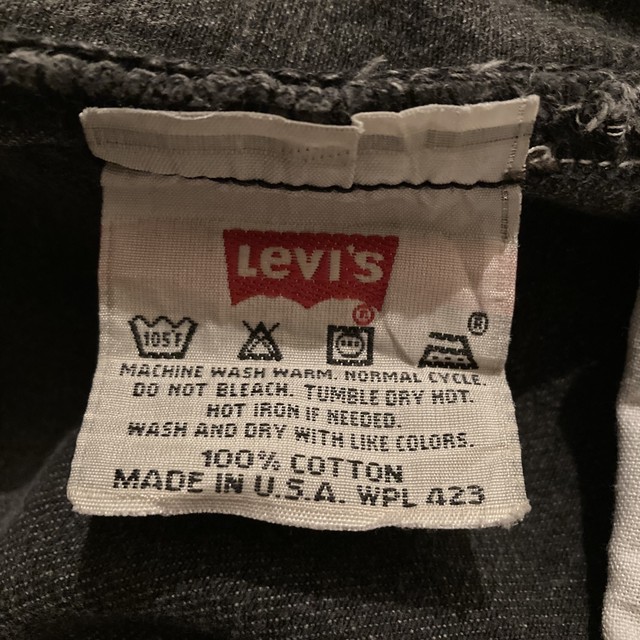 Levi's
®
105F
®
MACHINE WASH WARM. NORMAL CYCLE.
DO NOT BLEACH. TUMBLE DRY HOT.
HOT IRON IF NEEDED.
WASH AND DRY WITH LIKE COLORS.
100% COTTON
MADE IN U.S.A. WPL 423